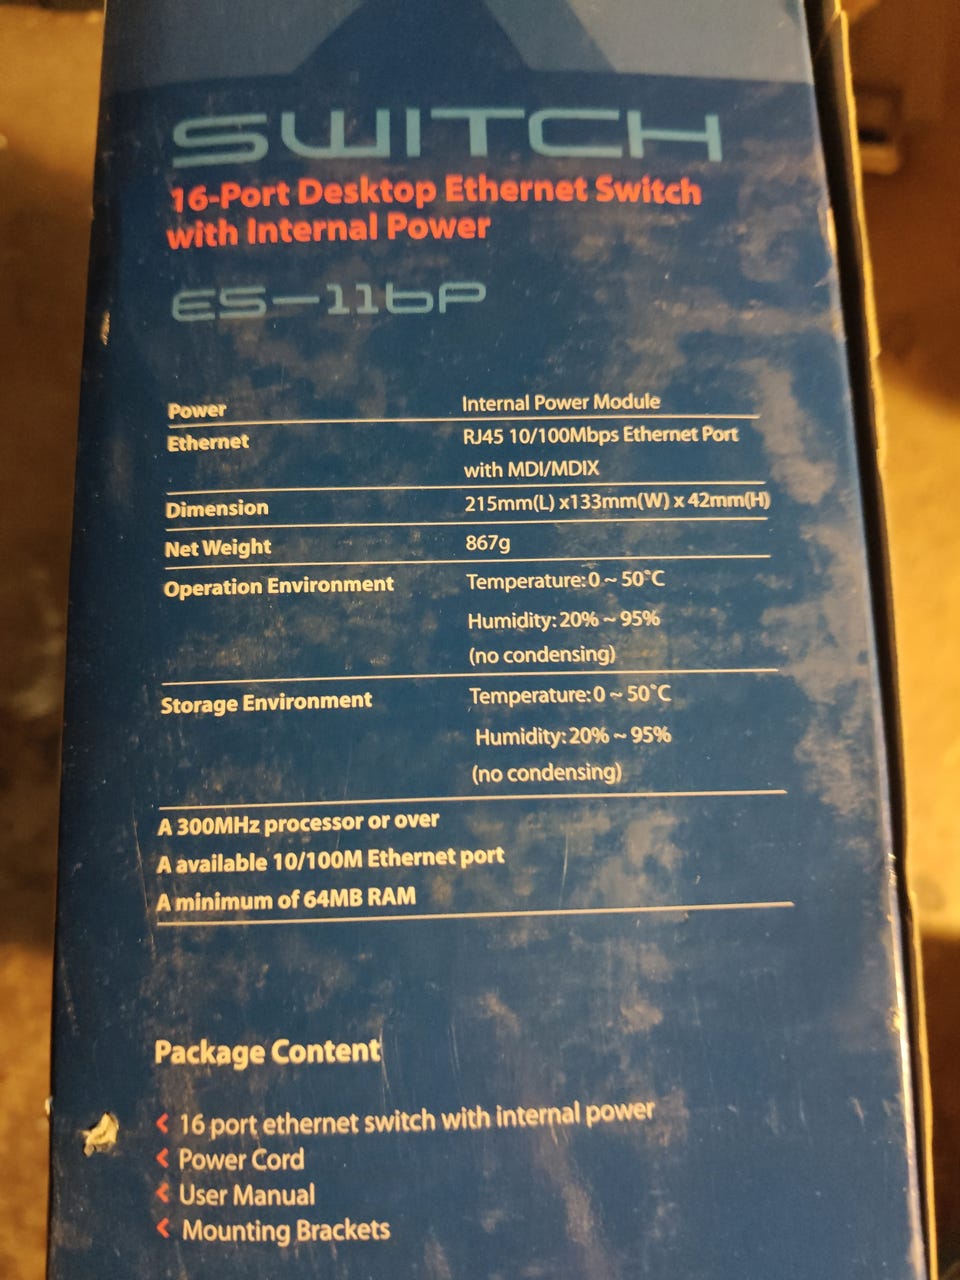 SWITCH
16-Port Desktop Ethernet Switch
with Internal Power
ES-116P
Power Internal Power Module
Ethernet RJ45 10/100Mbps Ethernet Port
with MDI/MDIX
Dimension 215mm(L) x133mm(W) x 42mm(H)
Net Weight 867g
Operation Environment Temperature: 0 ~ 50°C
Humidity: 20% ~ 95%
(no condensing)
Storage Environment Temperature: 0 ~ 50°C
Humidity: 20% ~ 95%
(no condensing)
A 300MHz processor or over
A available 10/100M Ethernet port
A minimum of 64MB RAM
Package Content
16 port ethernet switch with internal power
Power Cord
User Manual
Mounting Brackets